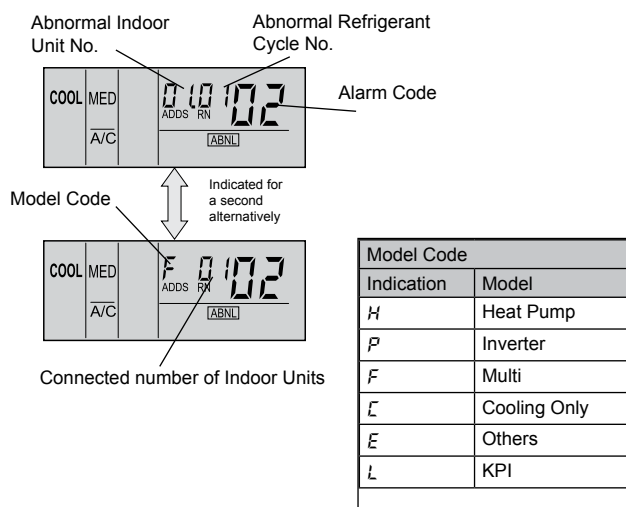 Abnormal Indoor
Unit No.
Abnormal Refrigerant
Cycle No.
Alarm Code
COOL MED
A/C
01.01 02
ADDS RN
ABNL
Indicated for
a second
alternatively
Model Code
COOL MED
A/C
F 01 02
ADDS RN
ABNL
Connected number of Indoor Units
Model Code
Indication Model
H Heat Pump
P Inverter
F Multi
C Cooling Only
E Others
L KPI